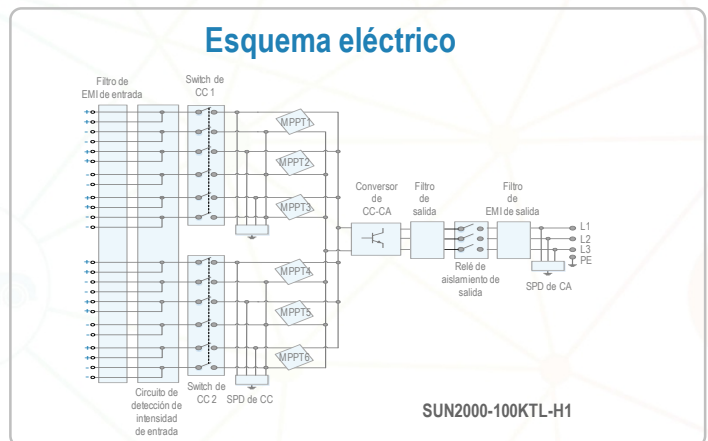 Esquema eléctrico
Filtro de
EMI de entrada
Switch de
CC 1
MPPT1
MPPT2
MPPT3
Conversor
de
CC-CA
Filtro
de
salida
Filtro
de
EMI de salida
L1
L2
L3
PE
Relé de
aislamiento de
salida
SPD de CA
MPPT4
MPPT5
MPPT6
Circuito de
detección de
intensidad
de entrada
Switch de
CC 2
SPD de CC
SUN2000-100KTL-H1